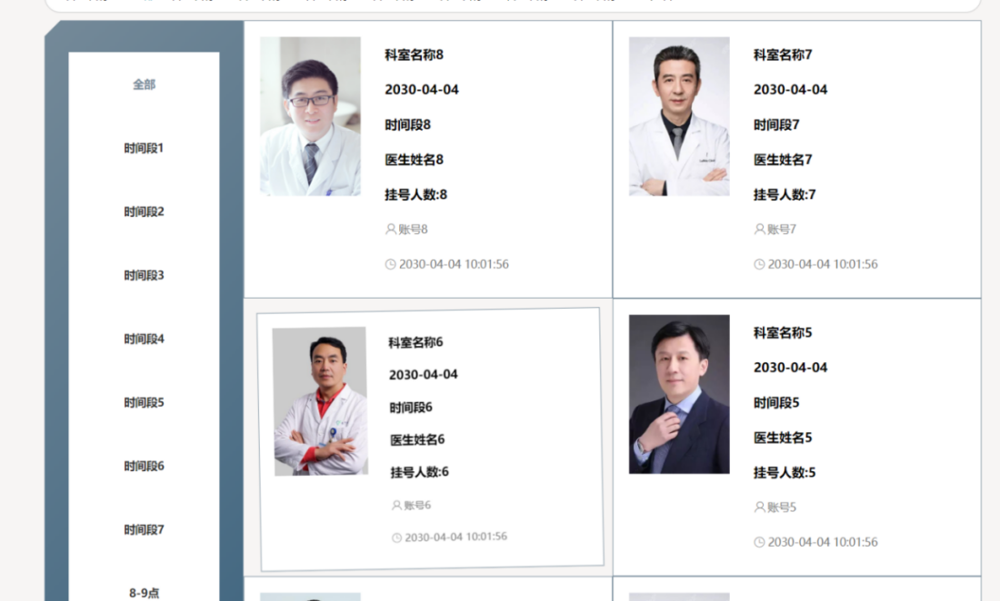 全部
时间段1
时间段2
时间段3
时间段4
时间段5
时间段6
时间段7
8-9点
科室名称8
2030-04-04
时间段8
医生姓名8
挂号人数:8
账号8
2030-04-04 10:01:56
科室名称7
2030-04-04
时间段7
医生姓名7
挂号人数:7
账号7
2030-04-04 10:01:56
科室名称6
2030-04-04
时间段6
医生姓名6
挂号人数:6
账号6
2030-04-04 10:01:56
科室名称5
2030-04-04
时间段5
医生姓名5
挂号人数:5
账号5
2030-04-04 10:01:56